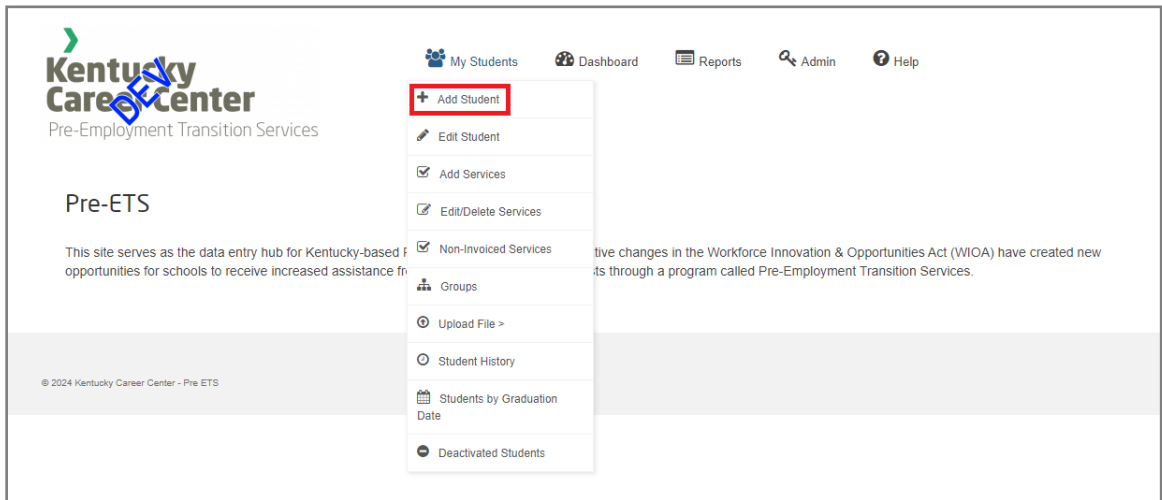 Kentucky
Career Center
DEV
Pre-Employment Transition Services
My Students
Dashboard
Reports
Admin
Help
Add Student
Edit Student
Add Services
Edit/Delete Services
Non-Invoiced Services
Groups
Upload File >
Student History
Students by Graduation
Date
Deactivated Students
Pre-ETS
This site serves as the data entry hub for Kentucky-based tive changes in the Workforce Innovation & Opportunities Act (WIOA) have created new
opportunities for schools to receive increased assistance through a program called Pre-Employment Transition Services.
© 2024 Kentucky Career Center - Pre ETS